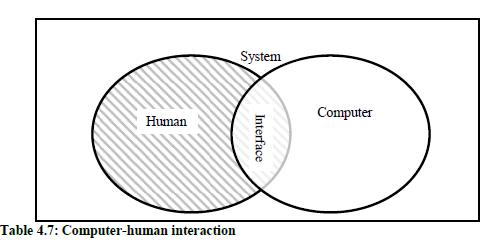 System
Human
Interface
Computer
Table 4.7: Computer-human interaction